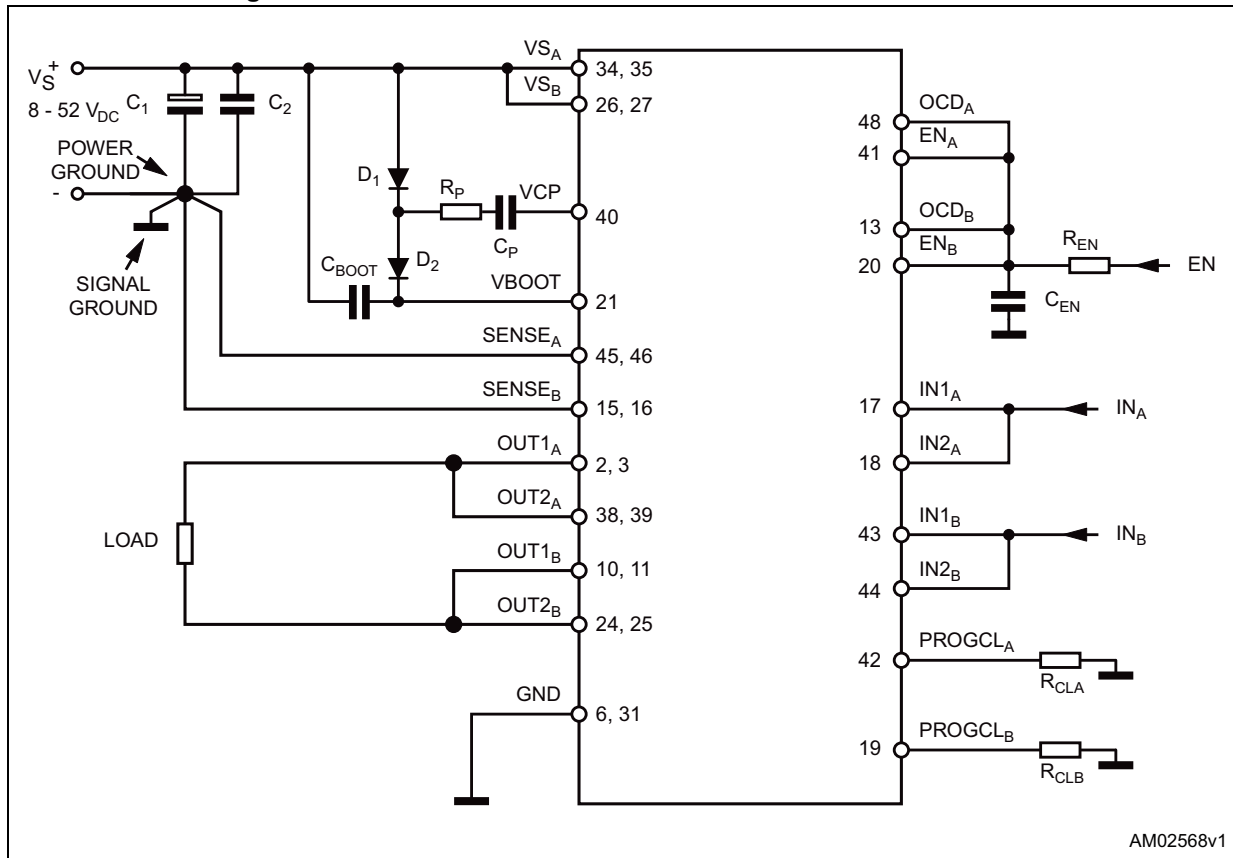 VS+
8 - 52 VDC
C1
C2
POWER
GROUND
-
SIGNAL
GROUND
D1
RP
VCP
CP
D2
CBOOT
VBOOT
SENSEA
SENSEB
OUT1A
OUT2A
OUT1B
OUT2B
LOAD
GND
VSA
VSB
34, 35
26, 27
40
21
45, 46
15, 16
2, 3
38, 39
10, 11
24, 25
6, 31
48
OCDA
41
ENA
13
OCDB
20
ENB
REN
EN
CEN
17
IN1A
INA
18
IN2A
43
IN1B
INB
44
IN2B
42
PROGCLA
RCLA
19
PROGCLB
RCLB
AM02568v1